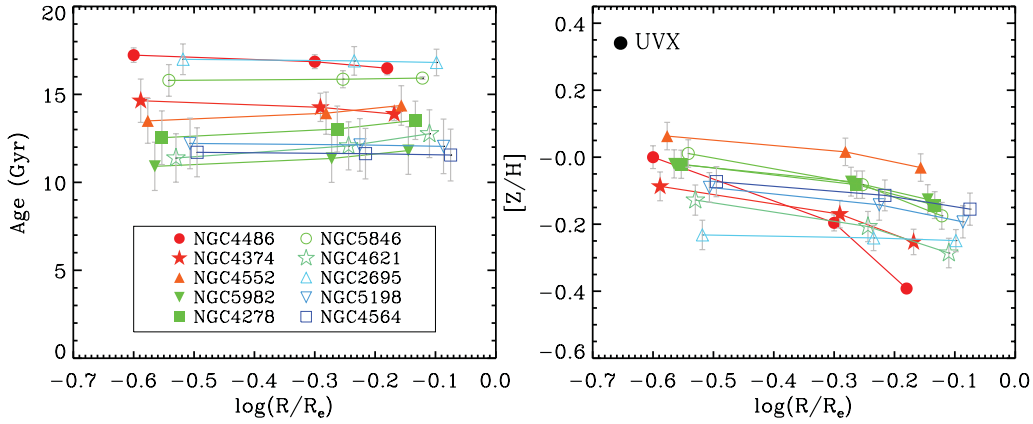 20
15
10
5
0
Age (Gyr)
NGC4486 NGC5846
NGC4374 NGC4621
NGC4552 NGC2695
NGC5982 NGC5198
NGC4278 NGC4564
−0.7 −0.6 −0.5 −0.4 −0.3 −0.2 −0.1 0.0
log(R/Re)
0.4
UVX
−0.0
−0.2
−0.4
−0.6
[Z/H]
−0.7 −0.6 −0.5 −0.4 −0.3 −0.2 −0.1 0.0
log(R/Re)